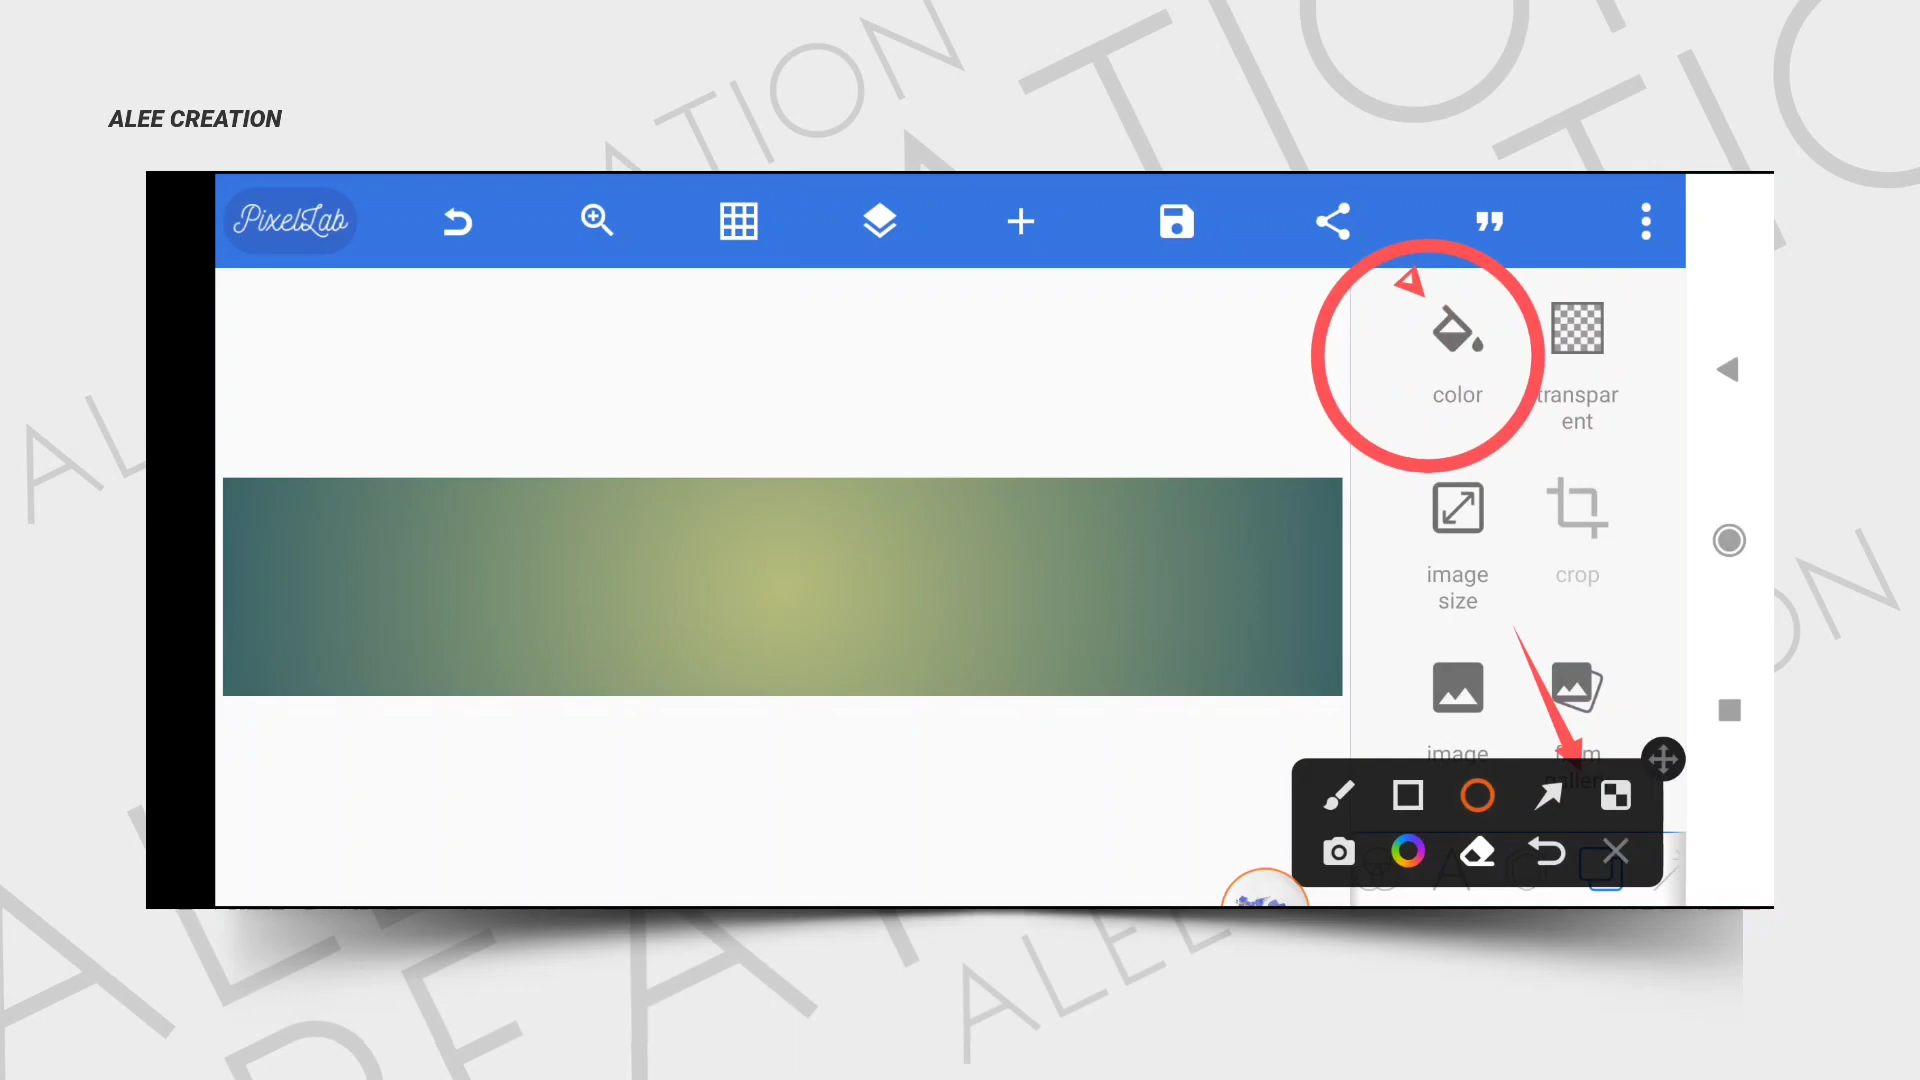 ALEE CREATION
PixelLab
color
transpar
ent
image
size
crop
image